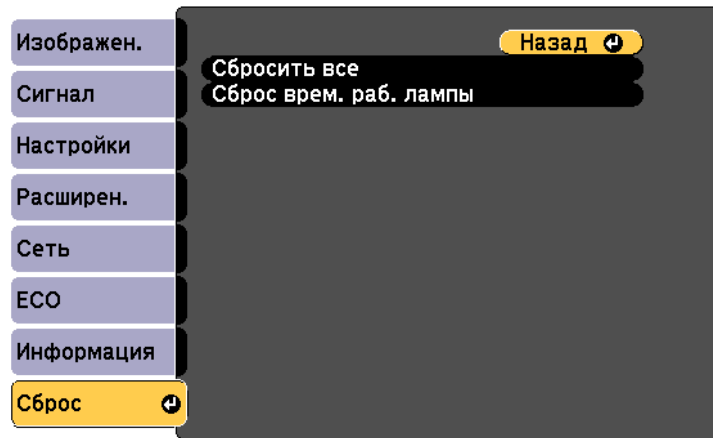 Изображен.
Сигнал
Настройки
Расширен.
Сеть
ECO
Информация
Сброс
Назад
Сбросить все
Сброс врем. раб. лампы